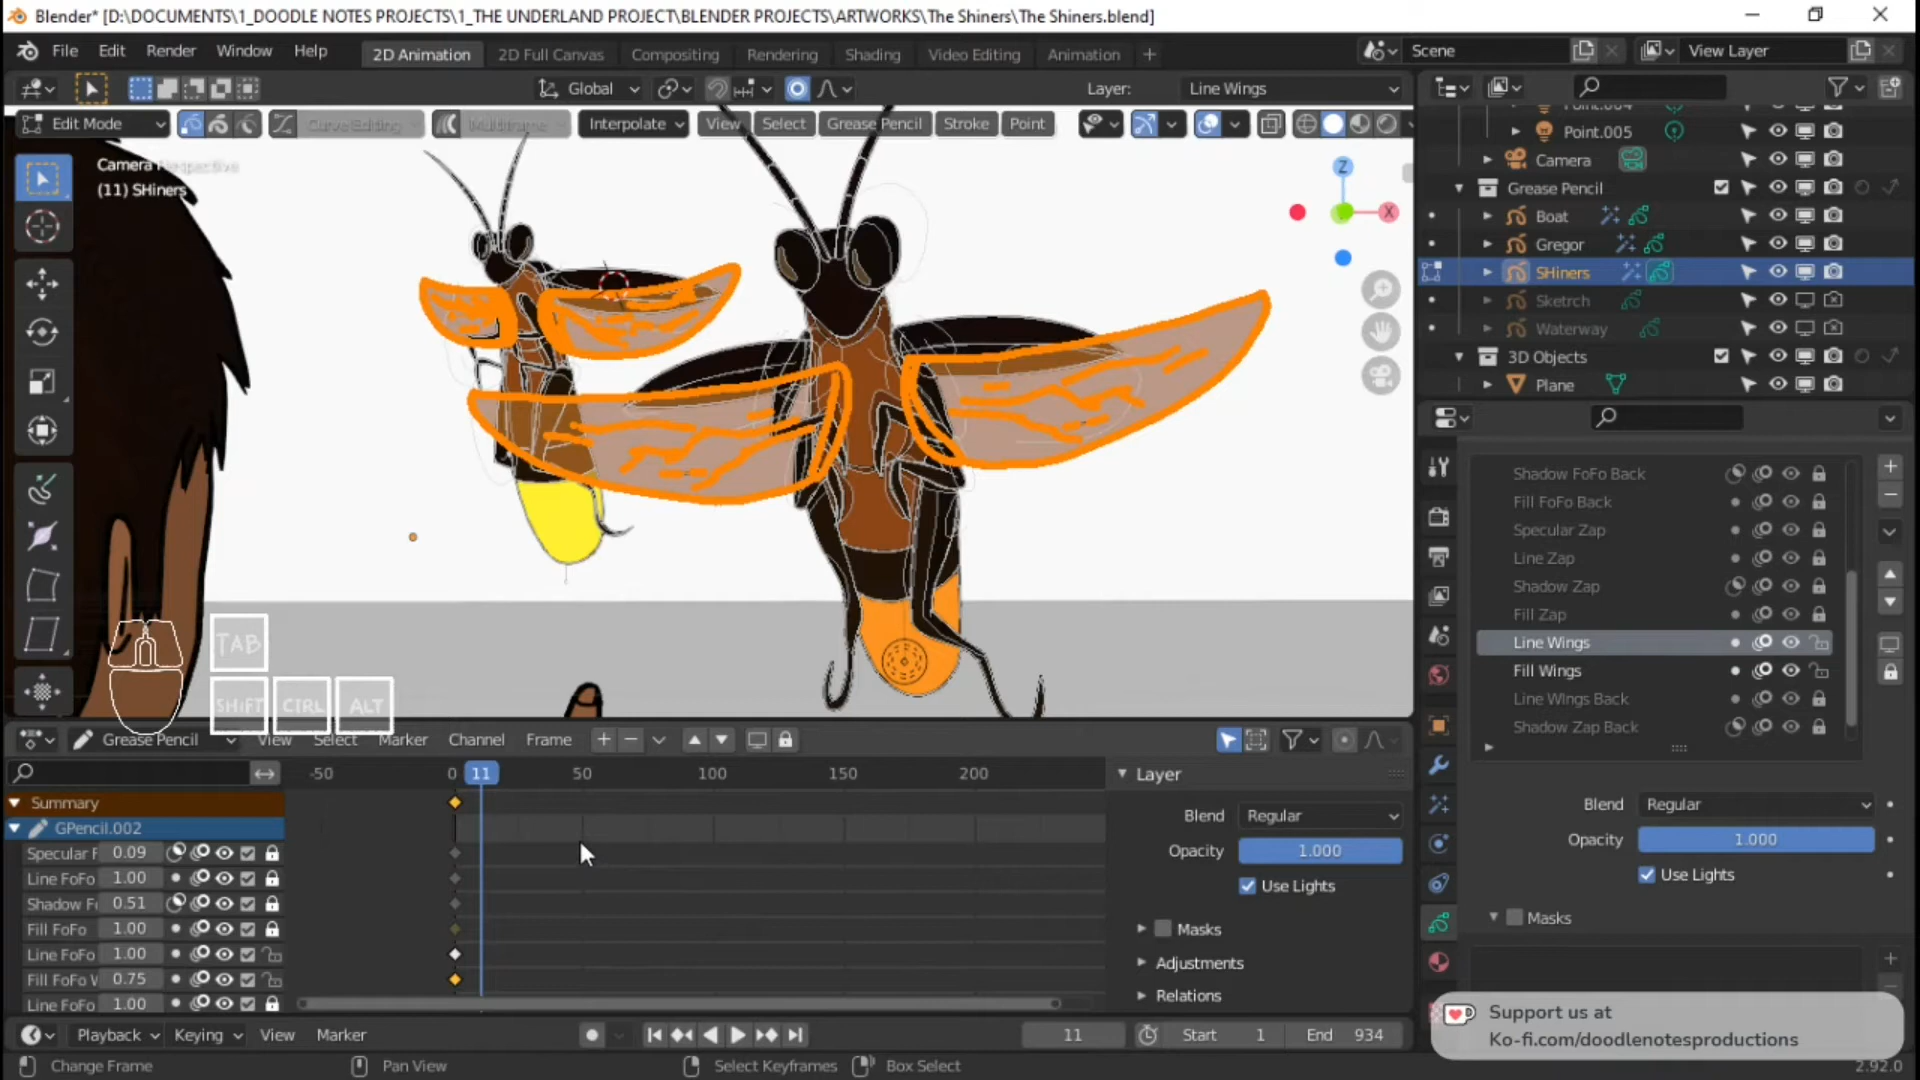 Blender* [D:\DOCUMENTS\1_DOODLE NOTES PROJECTS\1_THE UNDERLAND PROJECT\BLENDER PROJECTS\ARTWORKS\The Shiners\The Shiners.blend]
File Edit Render Window Help 2D Animation 2D Full Canvas Compositing Rendering Shading Video Editing Animation + Scene View Layer
Global Layer: Line Wings
Edit Mode Curve Editing Multiframe Interpolate View Select Grease Pencil Stroke Point
Camera Perspective
(11) SHiners
Z
X
Point.004
Point.005
Camera
Grease Pencil
Boat
Gregor
SHiners
Sketrch
Waterway
3D Objects
Plane
Shadow FoFo Back
Fill FoFo Back
Specular Zap
Line Zap
Shadow Zap
Fill Zap
Line Wings
Fill Wings
Line WIngs Back
Shadow Zap Back
Blend Regular
Opacity 1.000
Use Lights
Masks
TAB
SHIFT CTRL ALT
Grease Pencil View Select Marker Channel Frame
-50 0 11 50 100 150 200
Summary
GPencil.002
Specular F 0.09
Line FoFo 1.00
Shadow F 0.51
Fill FoFo 1.00
Line FoFo 1.00
Fill FoFo W 0.75
Line FoFo 1.00
Layer
Blend Regular
Opacity 1.000
Use Lights
Masks
Adjustments
Relations
Playback Keying View Marker 11 Start 1 End 934
Change Frame Pan View Select Keyframes Box Select 2.92.0
Support us at
Ko-fi.com/doodlenotesproductions